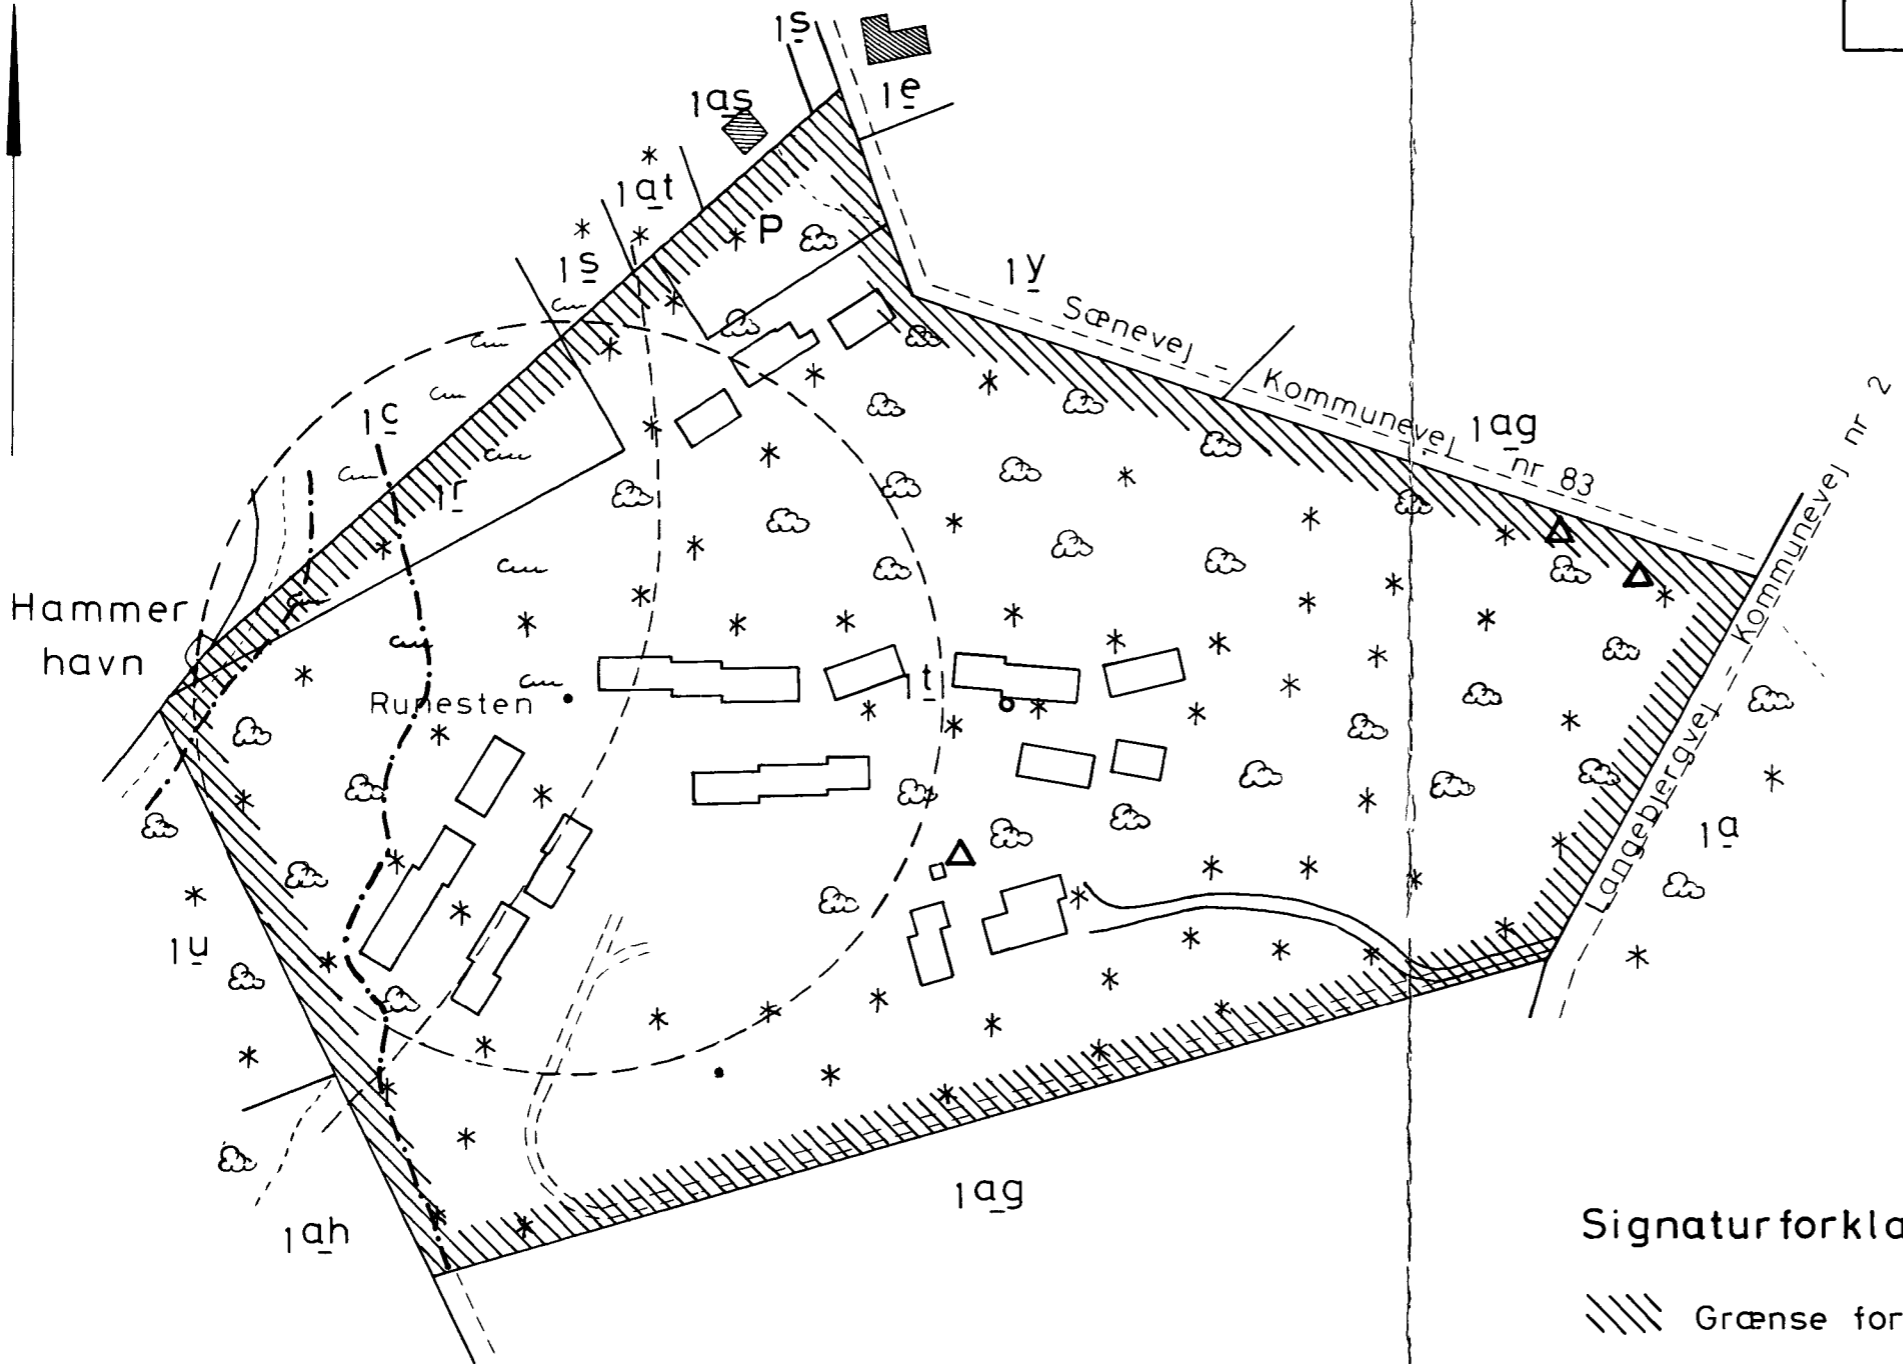 1s
1e
1as
1at
P
1s
1y
Sænevej - Kommunevej nr 83
1c
1ag
Kommunevej nr 2
1r
Hammer
havn
1t
Runesten
Langebjergvej -
1a
1u
1ag
1ah
Signaturforkla
Grænse for